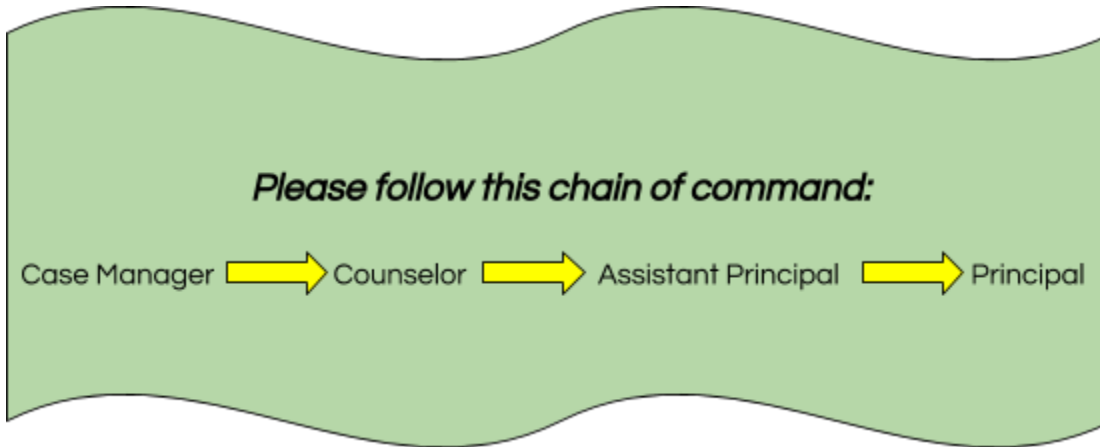 Please follow this chain of command:
Case Manager Counselor Assistant Principal Principal